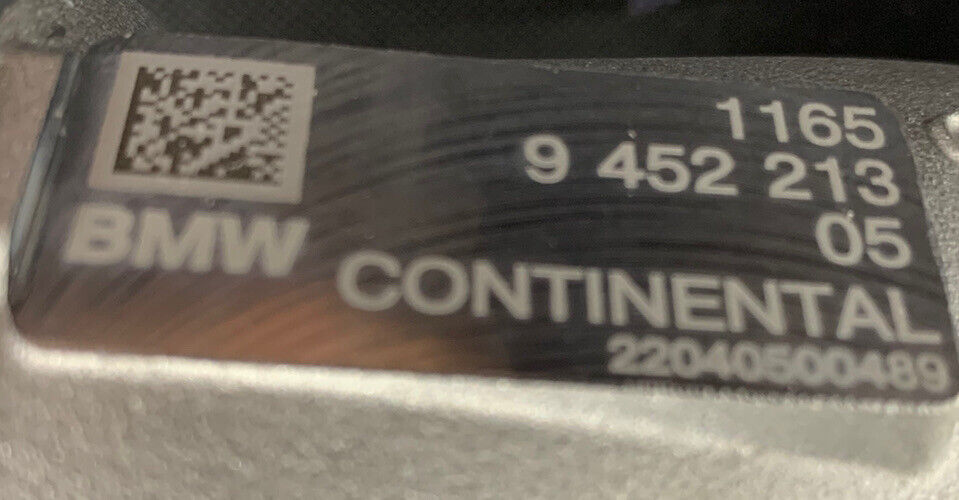 1165
9 452 213
05
BMW
CONTINENTAL
22040500489